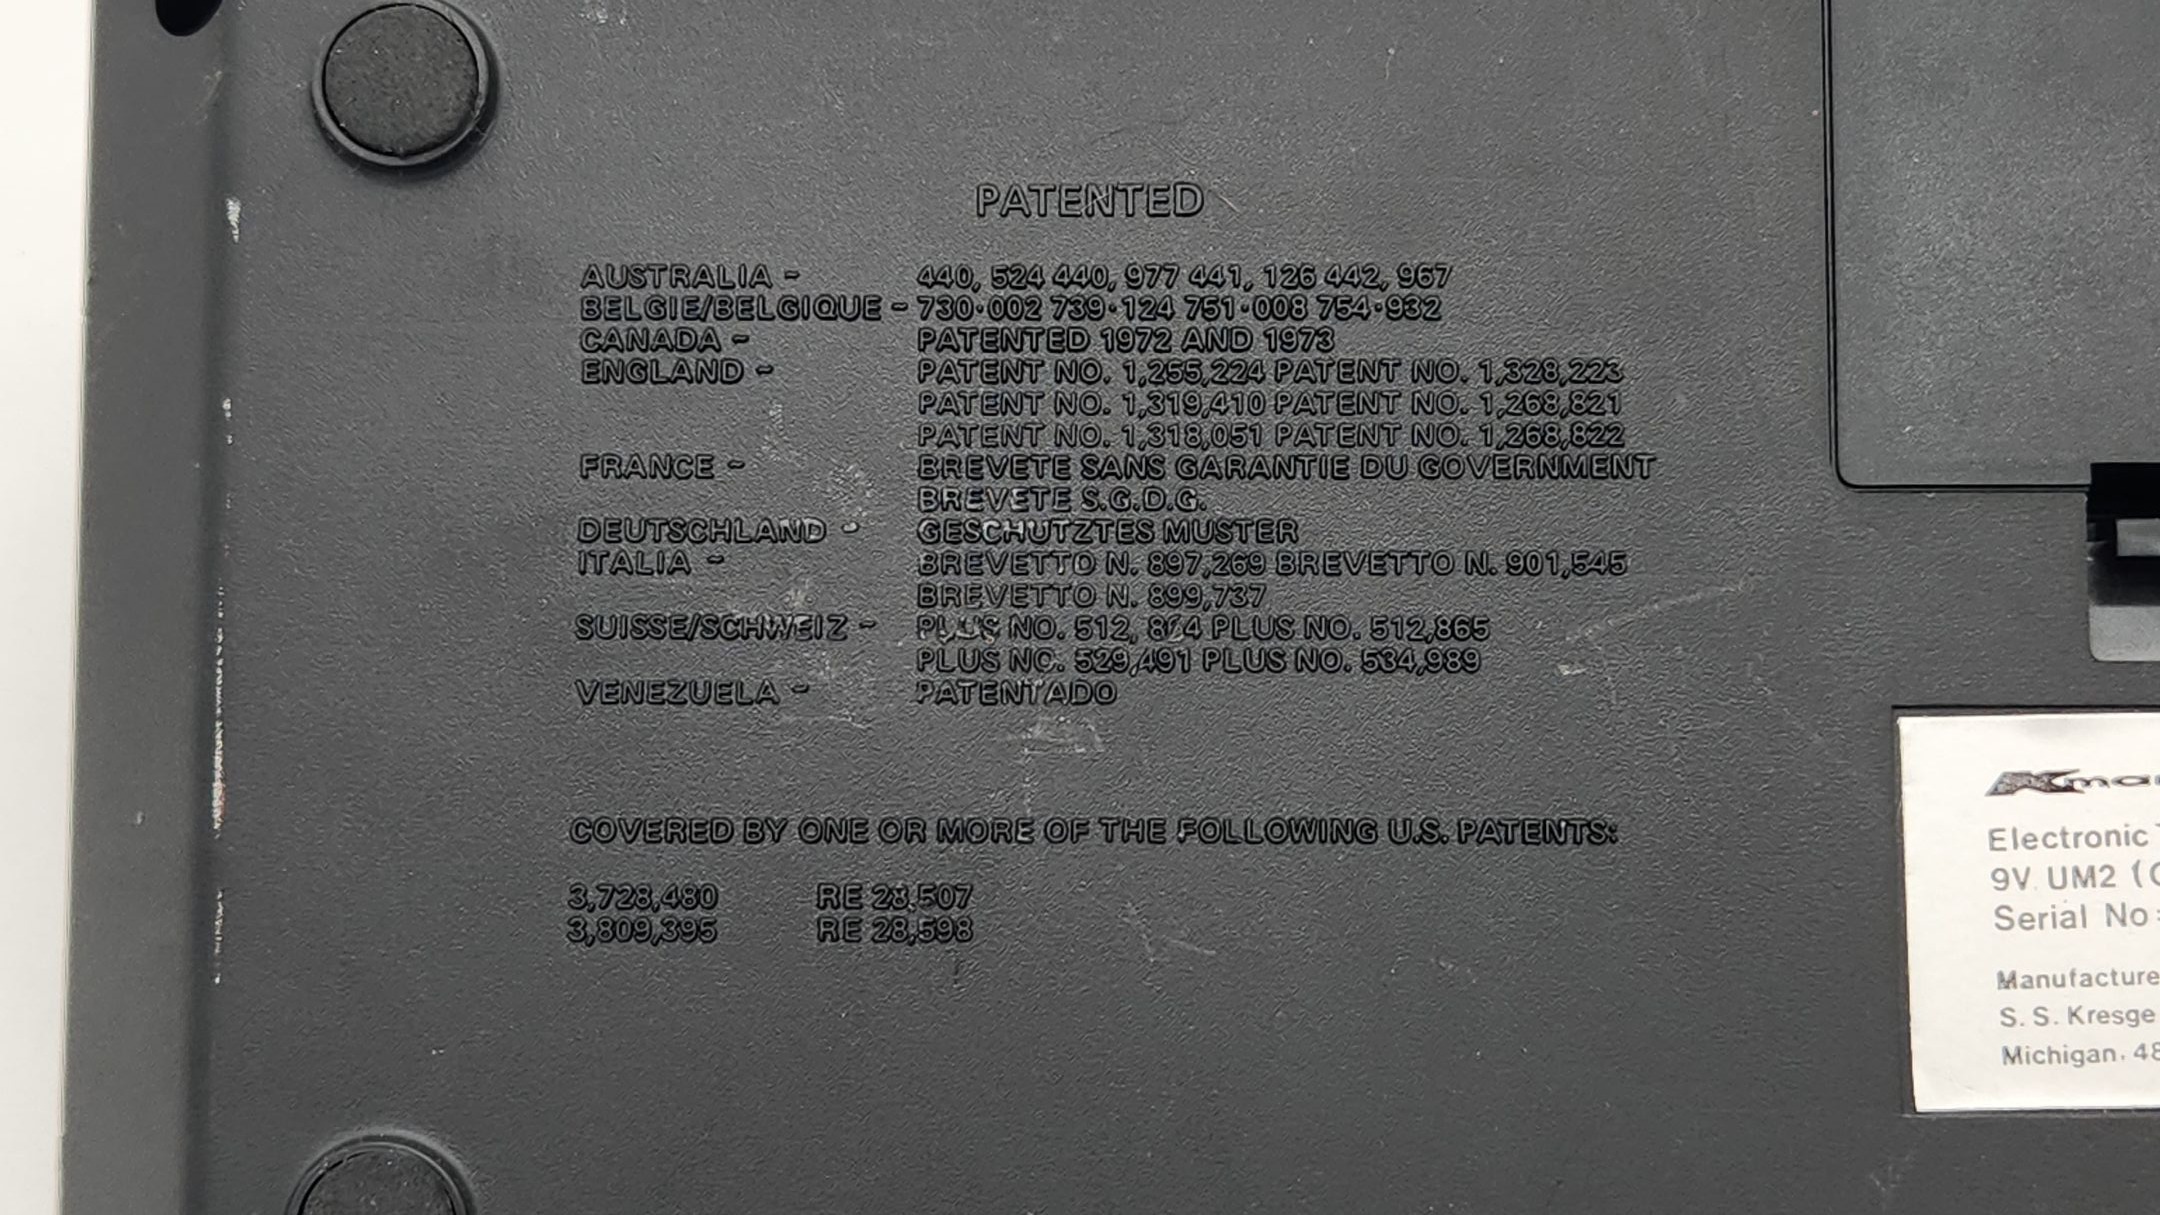 PATENTED
AUSTRALIA - 440, 524 440, 977 441, 126 442, 967
BELGIE/BELGIQUE - 730·002 739·124 751·008 754·932
CANADA - PATENTED 1972 AND 1973
ENGLAND - PATENT NO. 1,255,224 PATENT NO. 1,328,223
PATENT NO. 1,319,410 PATENT NO. 1,268,821
PATENT NO. 1,318,051 PATENT NO. 1,268,822
FRANCE - BREVETE SANS GARANTIE DU GOVERNMENT
BREVETE S.G.D.G.
DEUTSCHLAND - GESCHUTZTES MUSTER
ITALIA - BREVETTO N. 897,269 BREVETTO N. 901,545
BREVETTO N. 899,737
SUISSE/SCHWEIZ - PLUS NO. 512, 864 PLUS NO. 512,865
PLUS NO. 529,491 PLUS NO. 534,989
VENEZUELA - PATENTADO
COVERED BY ONE OR MORE OF THE FOLLOWING U.S. PATENTS:
3,728,480 RE 28,507
3,809,395 RE 28,598
Kma
Electronic
9V UM2 (
Serial No
Manufacture
S. S. Kresge
Michigan. 48